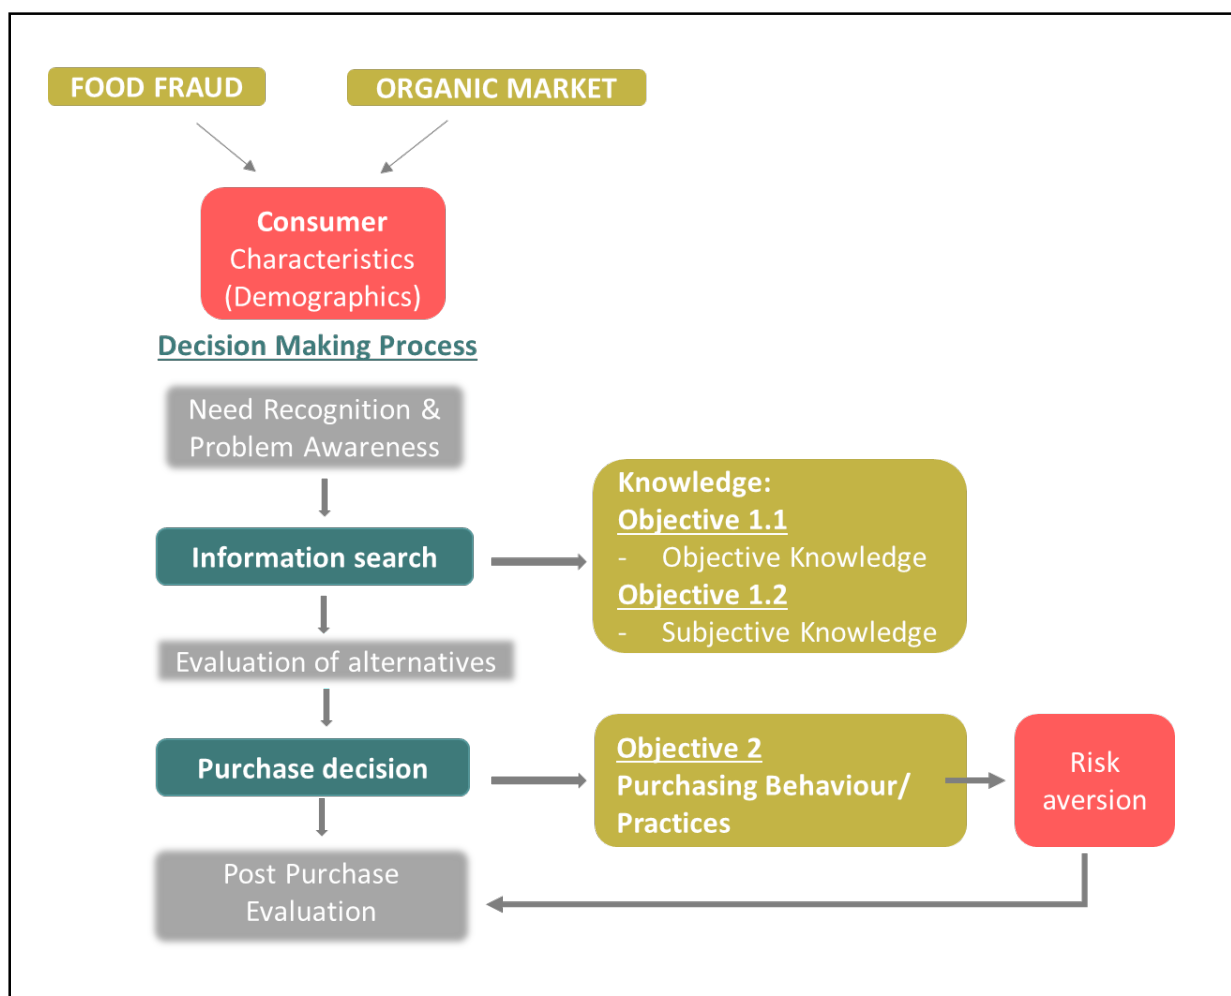 FOOD FRAUD
ORGANIC MARKET
Consumer
Characteristics
(Demographics)
Decision Making Process
Need Recognition &
Problem Awareness
Information search
Knowledge:
Objective 1.1
- Objective Knowledge
Objective 1.2
- Subjective Knowledge
Evaluation of alternatives
Purchase decision
Objective 2
Purchasing Behaviour/
Practices
Risk
aversion
Post Purchase
Evaluation